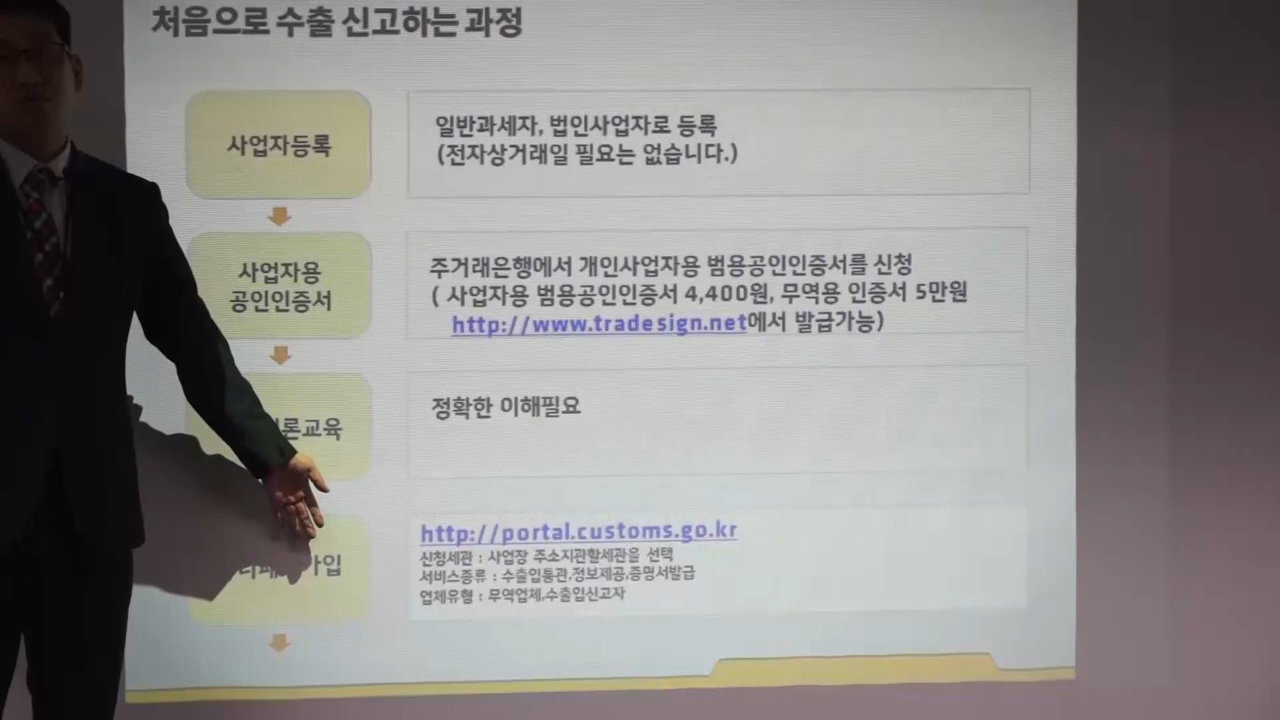 처음으로 수출 신고하는 과정
사업자등록
일반과세자, 법인사업자로 등록
(전자상거래일 필요는 없습니다.)
사업자용
공인인증서
주거래은행에서 개인사업자용 범용공인인증서를 신청
( 사업자용 범용공인인증서 4,400원, 무역용 인증서 5만원
http://www.tradesign.net에서 발급가능)
론교육
정확한 이해필요
가입
http://portal.customs.go.kr
신청세관 : 사업장 주소지관할세관을 선택
서비스종류 : 수출입통관,정보제공,증명서발급
업체유형 : 무역업체,수출입신고자